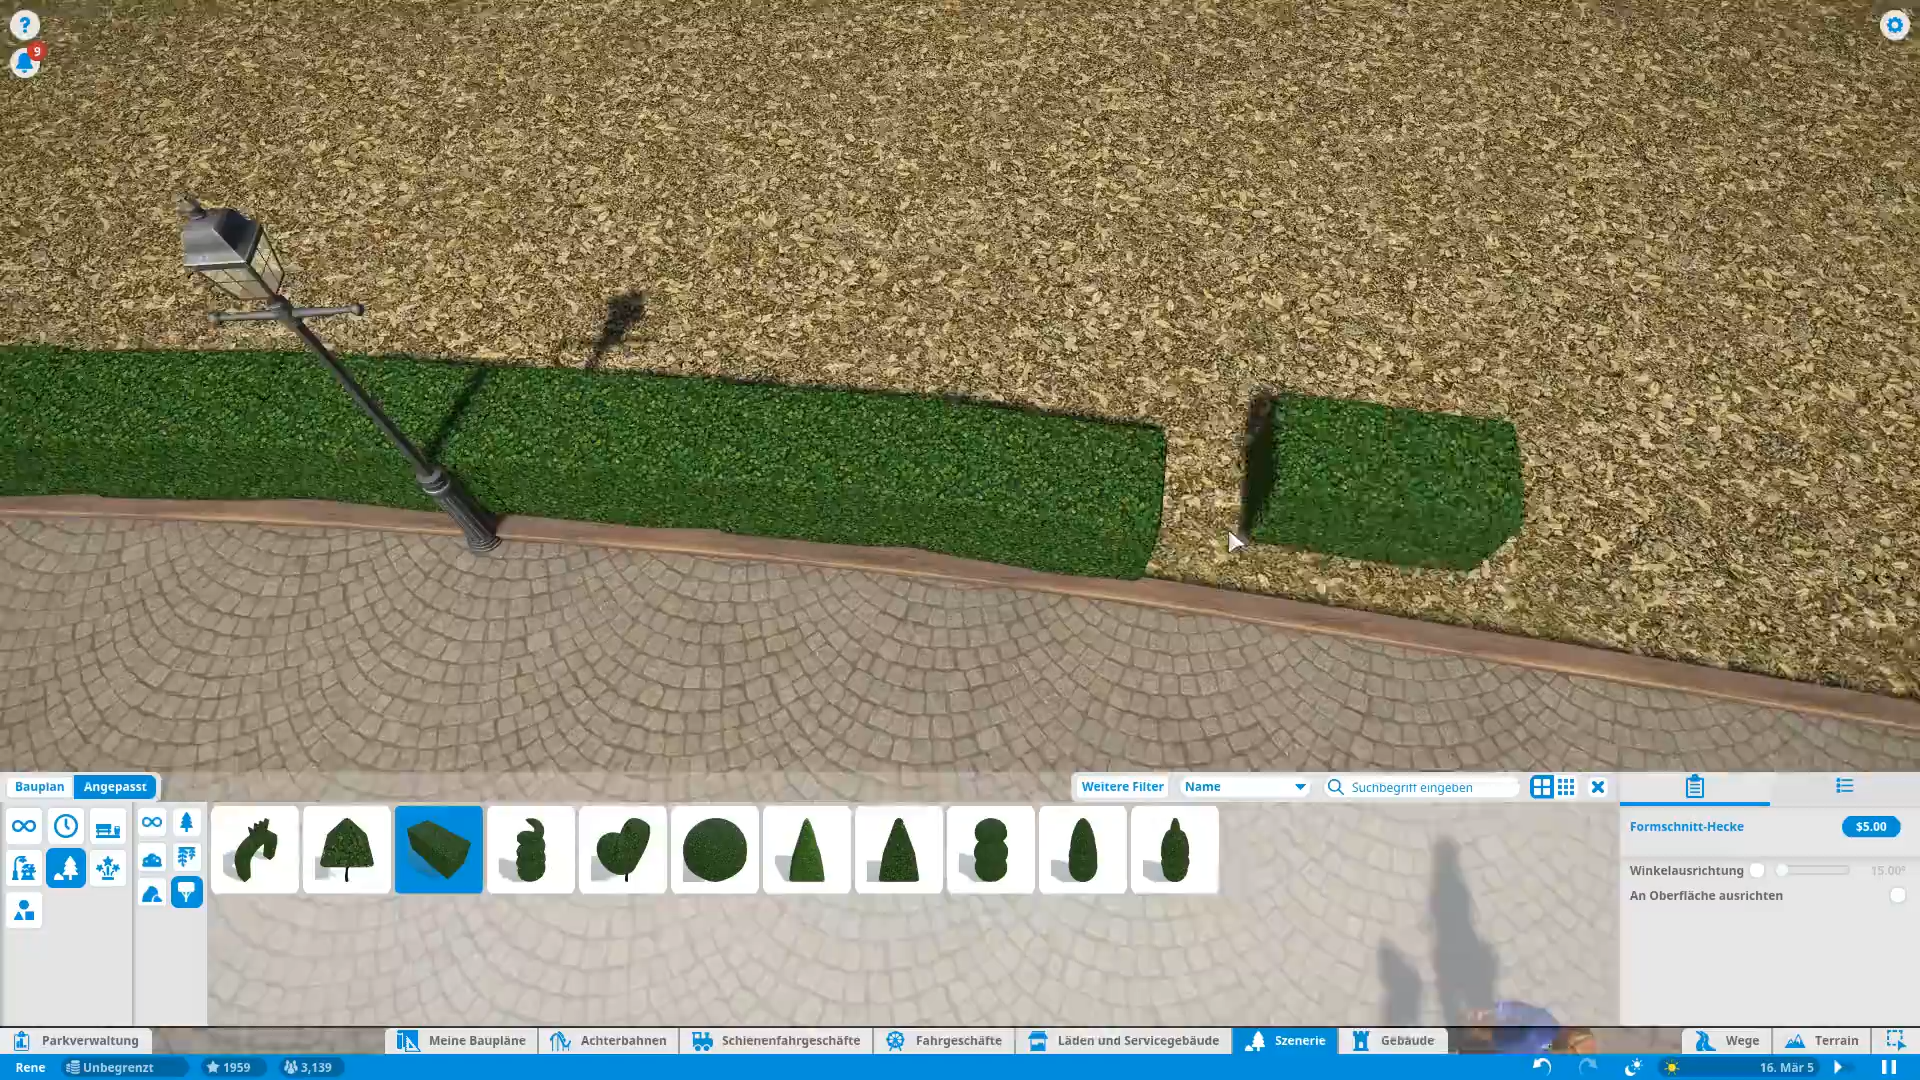 ?
9
Bauplan
Angepasst
Weitere Filter
Name
Suchbegriff eingeben
Formschnitt-Hecke
$5.00
Winkelausrichtung
15.00°
An Oberfläche ausrichten
Parkverwaltung
Meine Baupläne
Achterbahnen
Schienenfahrgeschäfte
Fahrgeschäfte
Läden und Servicegebäude
Szenerie
Gebäude
Wege
Terrain
Rene
Unbegrenzt
1959
3,139
16. Mär 5